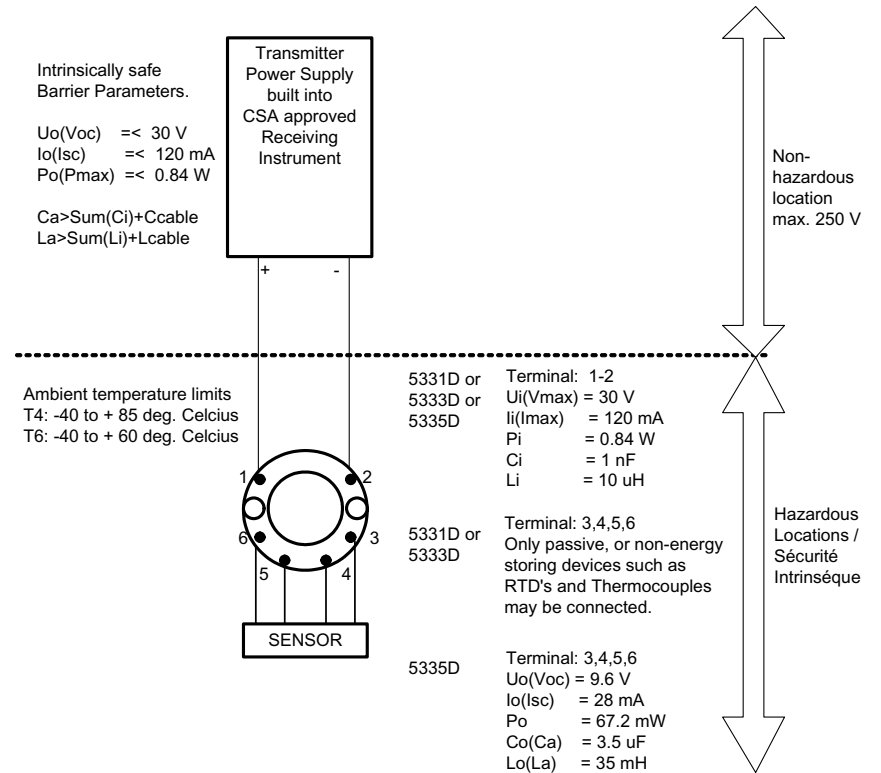 Intrinsically safe
Barrier Parameters.
Uo(Voc) =< 30 V
Io(Isc) =< 120 mA
Po(Pmax) =< 0.84 W
Ca>Sum(Ci)+Ccable
La>Sum(Li)+Lcable
Transmitter
Power Supply
built into
CSA approved
Receiving
Instrument
+
-
Non-
hazardous
location
max. 250 V
Ambient temperature limits
T4: -40 to + 85 deg. Celcius
T6: -40 to + 60 deg. Celcius
1
2
6
3
5
4
SENSOR
5331D or
5333D or
5335D
Terminal: 1-2
Ui(Vmax) = 30 V
Ii(Imax) = 120 mA
Pi = 0.84 W
Ci = 1 nF
Li = 10 uH
5331D or
5333D
Terminal: 3,4,5,6
Only passive, or non-energy
storing devices such as
RTD's and Thermocouples
may be connected.
5335D
Terminal: 3,4,5,6
Uo(Voc) = 9.6 V
Io(Isc) = 28 mA
Po = 67.2 mW
Co(Ca) = 3.5 uF
Lo(La) = 35 mH
Hazardous
Locations /
Sécurité
Intrinséque